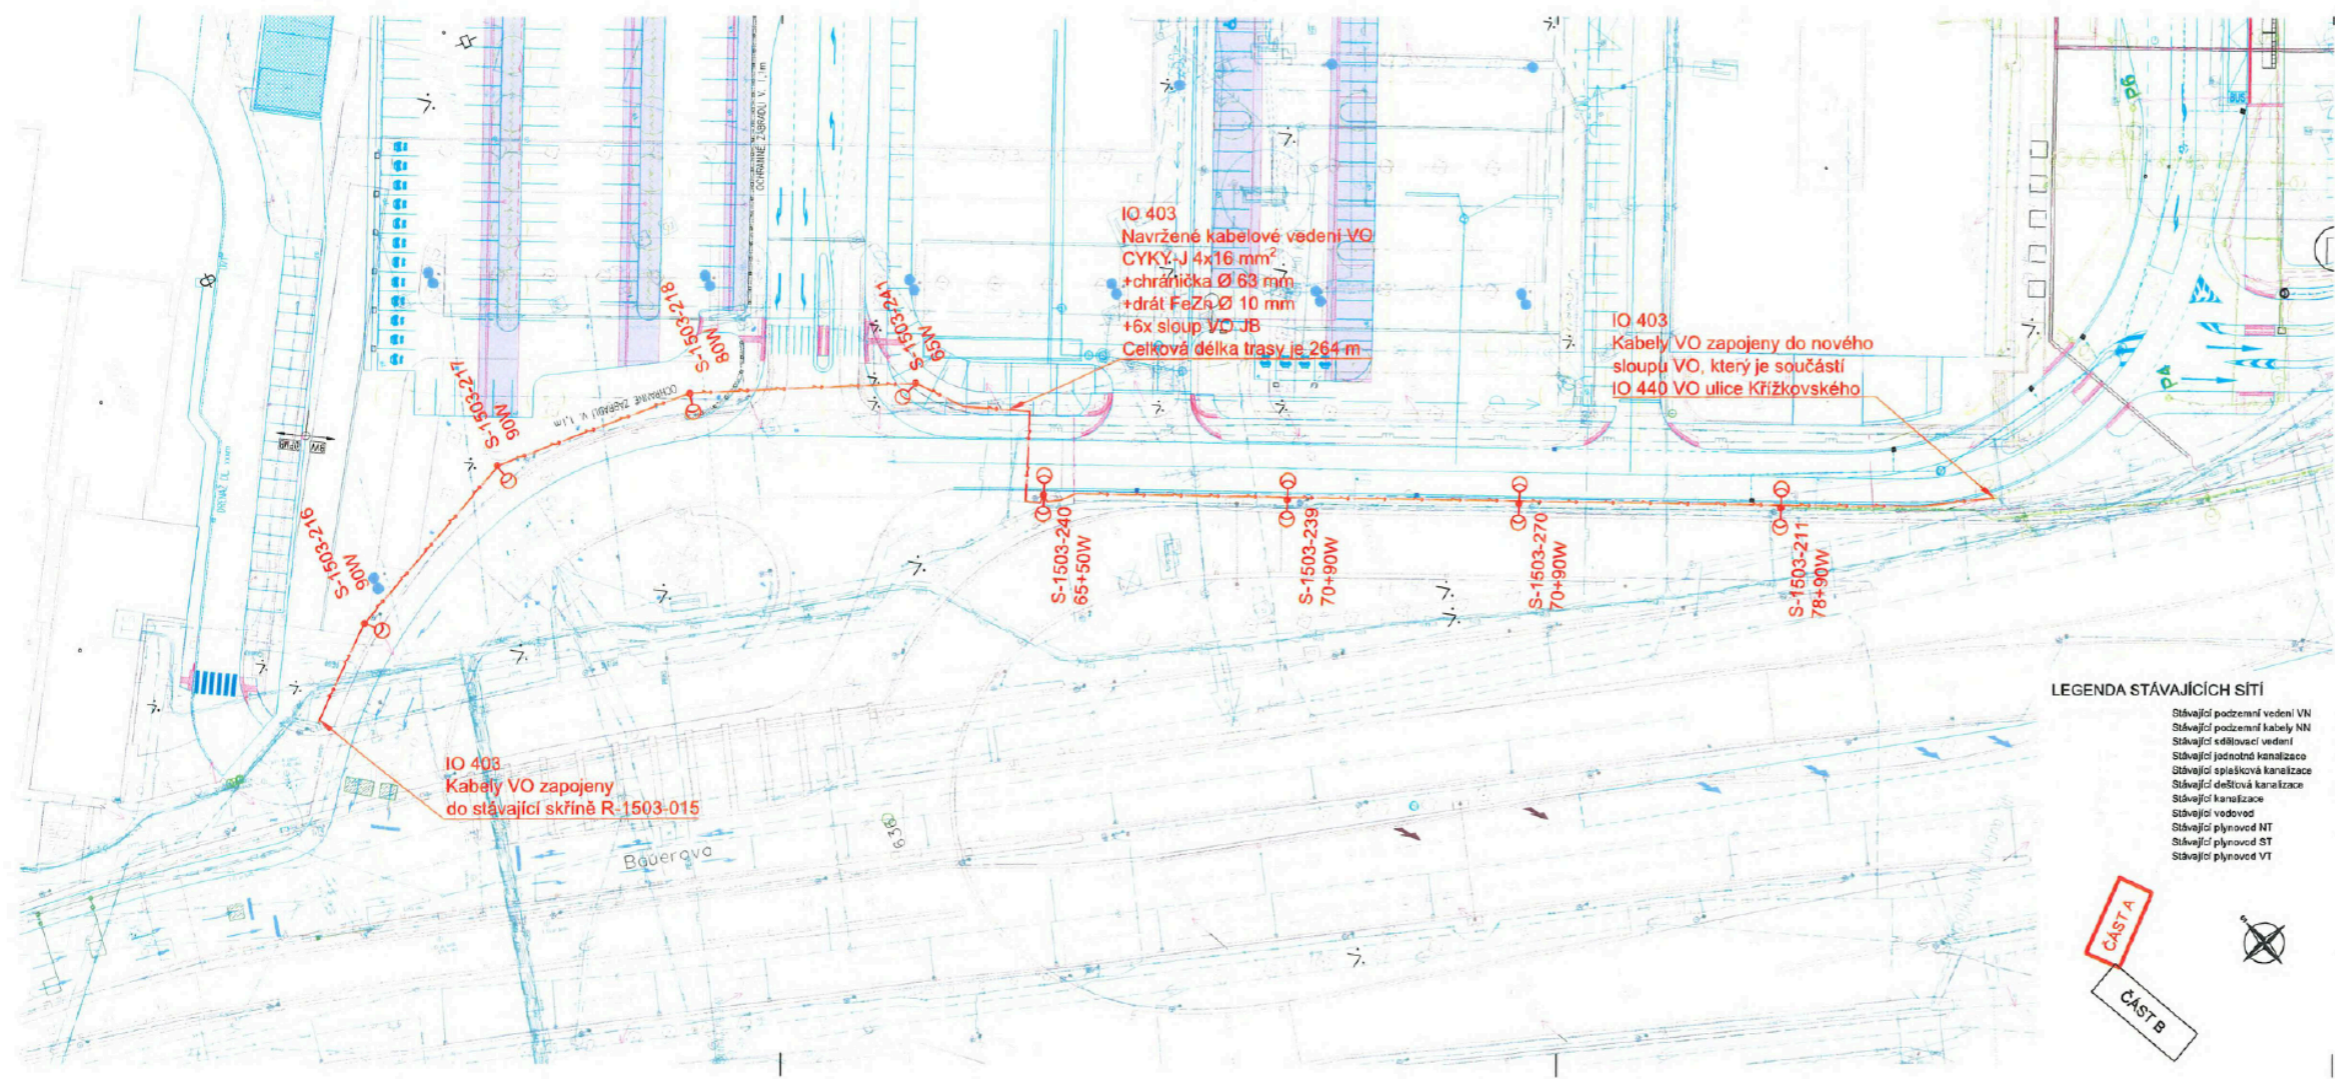 OCHRANNÉ ZÁBRADLÍ V. 1,1m
BUS
P6
IO 403
Navržené kabelové vedení VO
CYKY-J 4x16 mm²
+chránička Ø 63 mm
+drát FeZn Ø 10 mm
+6x sloup VO JB
Celková délka trasy je 264 m
IO 403
Kabely VO zapojeny do nového
sloupu VO, který je součástí
IO 440 VO ulice Křížkovského
P4
S-1503-218
80W
S-1503-241
65W
S-1503-217
90W
OCHRANNÉ ZÁBRADLÍ V. 1,1m
S-1503-216
90W
S-1503-240
65+50W
S-1503-239
70+90W
S-1503-270
70+90W
S-1503-211
78+90W
IO 403
Kabely VO zapojeny
do stávající skříně R-1503-015
Bauerova
636
LEGENDA STÁVAJÍCÍCH SÍTÍ
Stávající podzemní vedení VN
Stávající podzemní kabely NN
Stávající sdělovací vedení
Stávající jednotná kanalizace
Stávající splašková kanalizace
Stávající dešťová kanalizace
Stávající kanalizace
Stávající vodovod
Stávající plynovod NT
Stávající plynovod ST
Stávající plynovod VT
ČÁST A
ČÁST B